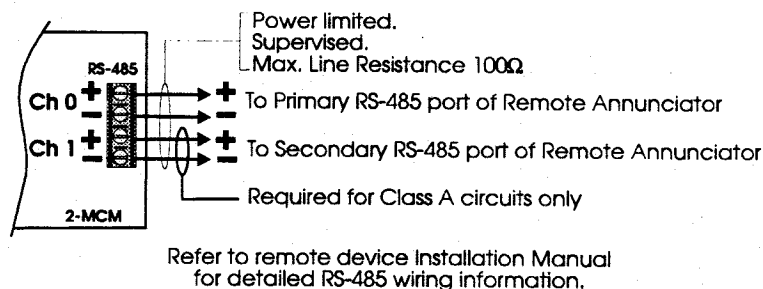 Power limited.
Supervised.
Max. Line Resistance 100Ω
RS-485
Ch 0 + - + - To Primary RS-485 port of Remote Annunciator
Ch 1 + - + - To Secondary RS-485 port of Remote Annunciator
Required for Class A circuits only
2-MCM
Refer to remote device Installation Manual
for detailed RS-485 wiring information.